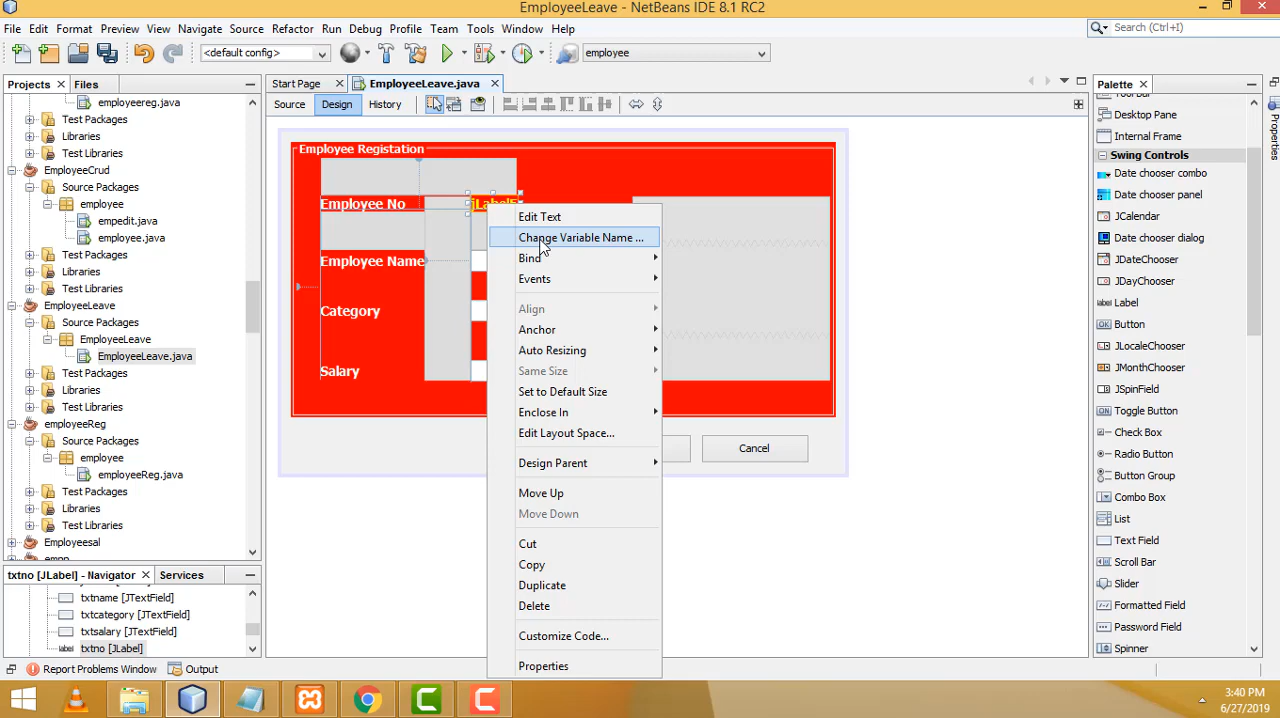 EmployeeLeave - NetBeans IDE 8.1 RC2
File Edit Format Preview View Navigate Source Refactor Run Debug Profile Team Tools Window Help
Search (Ctrl+I)
<default config>
employee
Projects Files
Start Page EmployeeLeave.java
Palette
Source Design History
employeereg.java
Test Packages
Libraries
Test Libraries
EmployeeCrud
Source Packages
employee
empedit.java
employee.java
Test Packages
Libraries
Test Libraries
EmployeeLeave
Source Packages
EmployeeLeave
EmployeeLeave.java
Test Packages
Libraries
Test Libraries
employeeReg
Source Packages
employee
employeeReg.java
Test Packages
Libraries
Test Libraries
Employeesal
Employee Registation
Employee No
Employee Name
Category
Salary
Cancel
Edit Text
Change Variable Name ...
Bind
Events
Align
Anchor
Auto Resizing
Same Size
Set to Default Size
Enclose In
Edit Layout Space...
Design Parent
Move Up
Move Down
Cut
Copy
Duplicate
Delete
Customize Code...
Properties
Desktop Pane
Internal Frame
Swing Controls
Date chooser combo
Date chooser panel
JCalendar
Date chooser dialog
JDateChooser
JDayChooser
Label
Button
JLocaleChooser
JMonthChooser
JSpinField
Toggle Button
Check Box
Radio Button
Button Group
Combo Box
List
Text Field
Scroll Bar
Slider
Formatted Field
Password Field
Spinner
Properties
txtno [JLabel] - Navigator Services
txtname [JTextField]
txtcategory [JTextField]
txtsalary [JTextField]
txtno [JLabel]
Report Problems Window Output
3:40 PM
6/27/2019